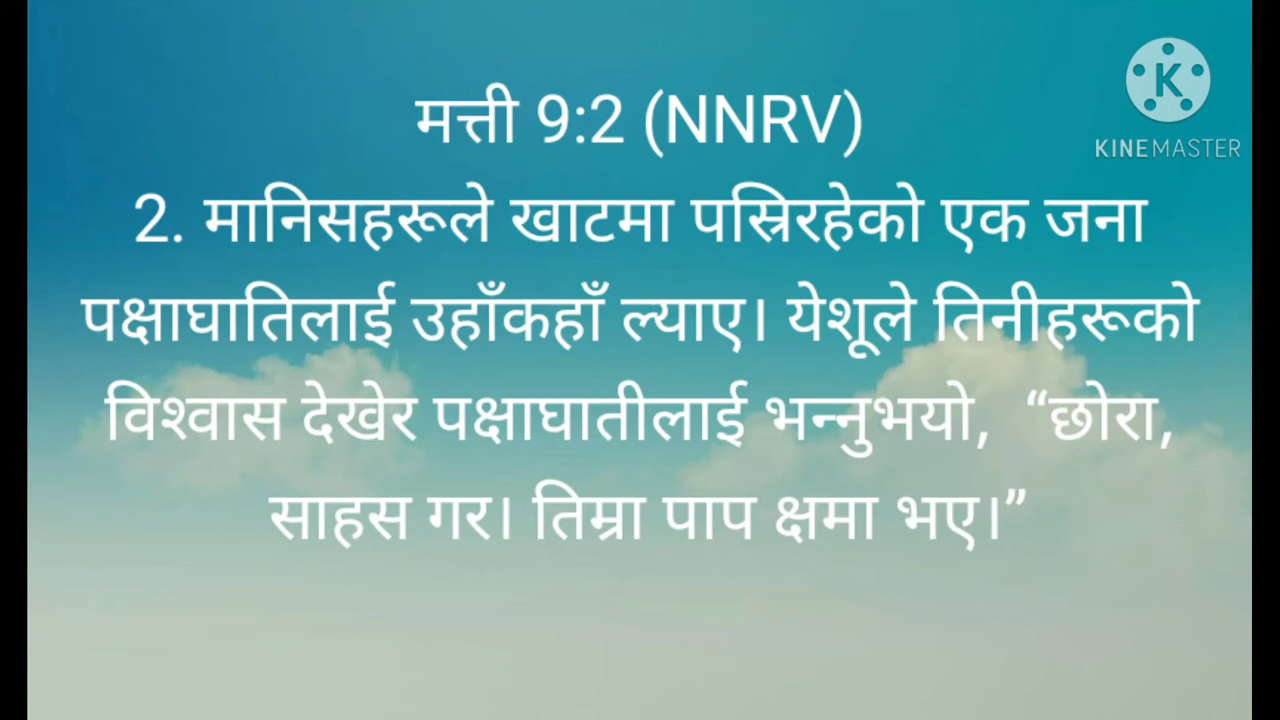 मत्ती 9:2 (NNRV)
K
KINEMASTER
2. मानिसहरूले खाटमा पस्रिरहेको एक जना
पक्षाघातिलाई उहाँकहाँ ल्याए। येशूले तिनीहरूको
विश्वास देखेर पक्षाघातीलाई भन्नुभयो, “छोरा,
साहस गर। तिम्रा पाप क्षमा भए।”